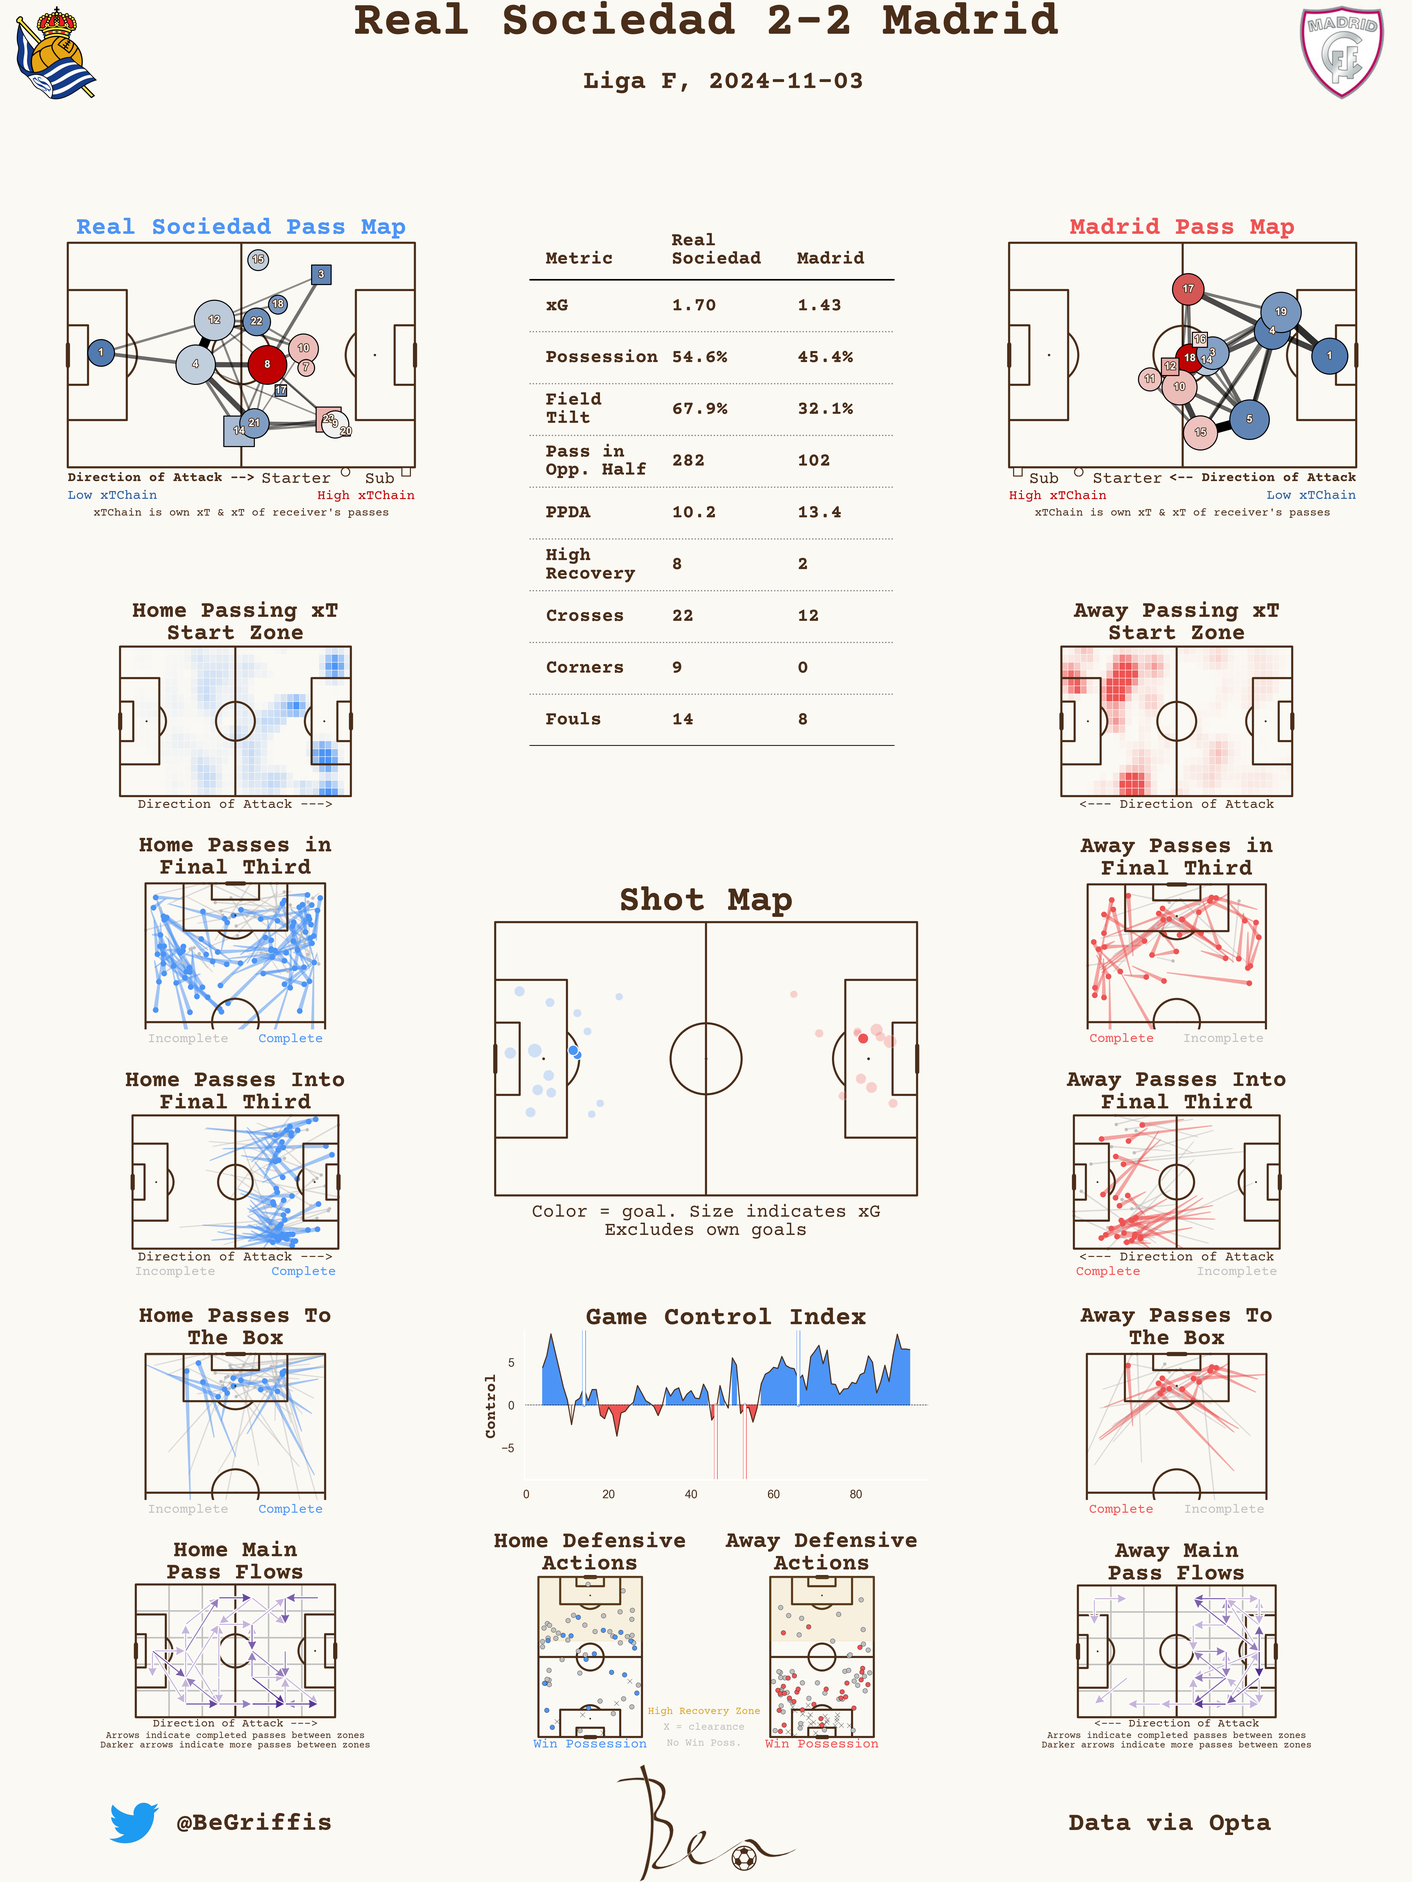 Real Sociedad 2-2 Madrid
Liga F, 2024-11-03
MADRID
CFF
Real Sociedad Pass Map
15
3
18
12
22
10
1
4
8
7
17
14
21
23
9
20
Direction of Attack --> Starter Sub
Low xTChain High xTChain
xTChain is own xT & xT of receiver's passes
Metric Real Sociedad Madrid
xG 1.70 1.43
Possession 54.6% 45.4%
Field Tilt 67.9% 32.1%
Pass in Opp. Half 282 102
PPDA 10.2 13.4
High Recovery 8 2
Crosses 22 12
Corners 9 0
Fouls 14 8
Madrid Pass Map
17
19
4
16
18
3
14
1
12
11
10
15
5
Sub Starter <-- Direction of Attack
High xTChain Low xTChain
xTChain is own xT & xT of receiver's passes
Home Passing xT
Start Zone
Direction of Attack --->
Away Passing xT
Start Zone
<--- Direction of Attack
Home Passes in
Final Third
Incomplete Complete
Away Passes in
Final Third
Complete Incomplete
Shot Map
Color = goal. Size indicates xG
Excludes own goals
Home Passes Into
Final Third
Direction of Attack --->
Incomplete Complete
Away Passes Into
Final Third
<--- Direction of Attack
Complete Incomplete
Home Passes To
The Box
Incomplete Complete
Game Control Index
Control
5
0
−5
0 20 40 60 80
Away Passes To
The Box
Complete Incomplete
Home Main
Pass Flows
Direction of Attack --->
Arrows indicate completed passes between zones
Darker arrows indicate more passes between zones
Home Defensive
Actions
Win Possession
High Recovery Zone
X = clearance
No Win Poss.
Away Defensive
Actions
Win Possession
Away Main
Pass Flows
<--- Direction of Attack
Arrows indicate completed passes between zones
Darker arrows indicate more passes between zones
@BeGriffis
Ben
Data via Opta